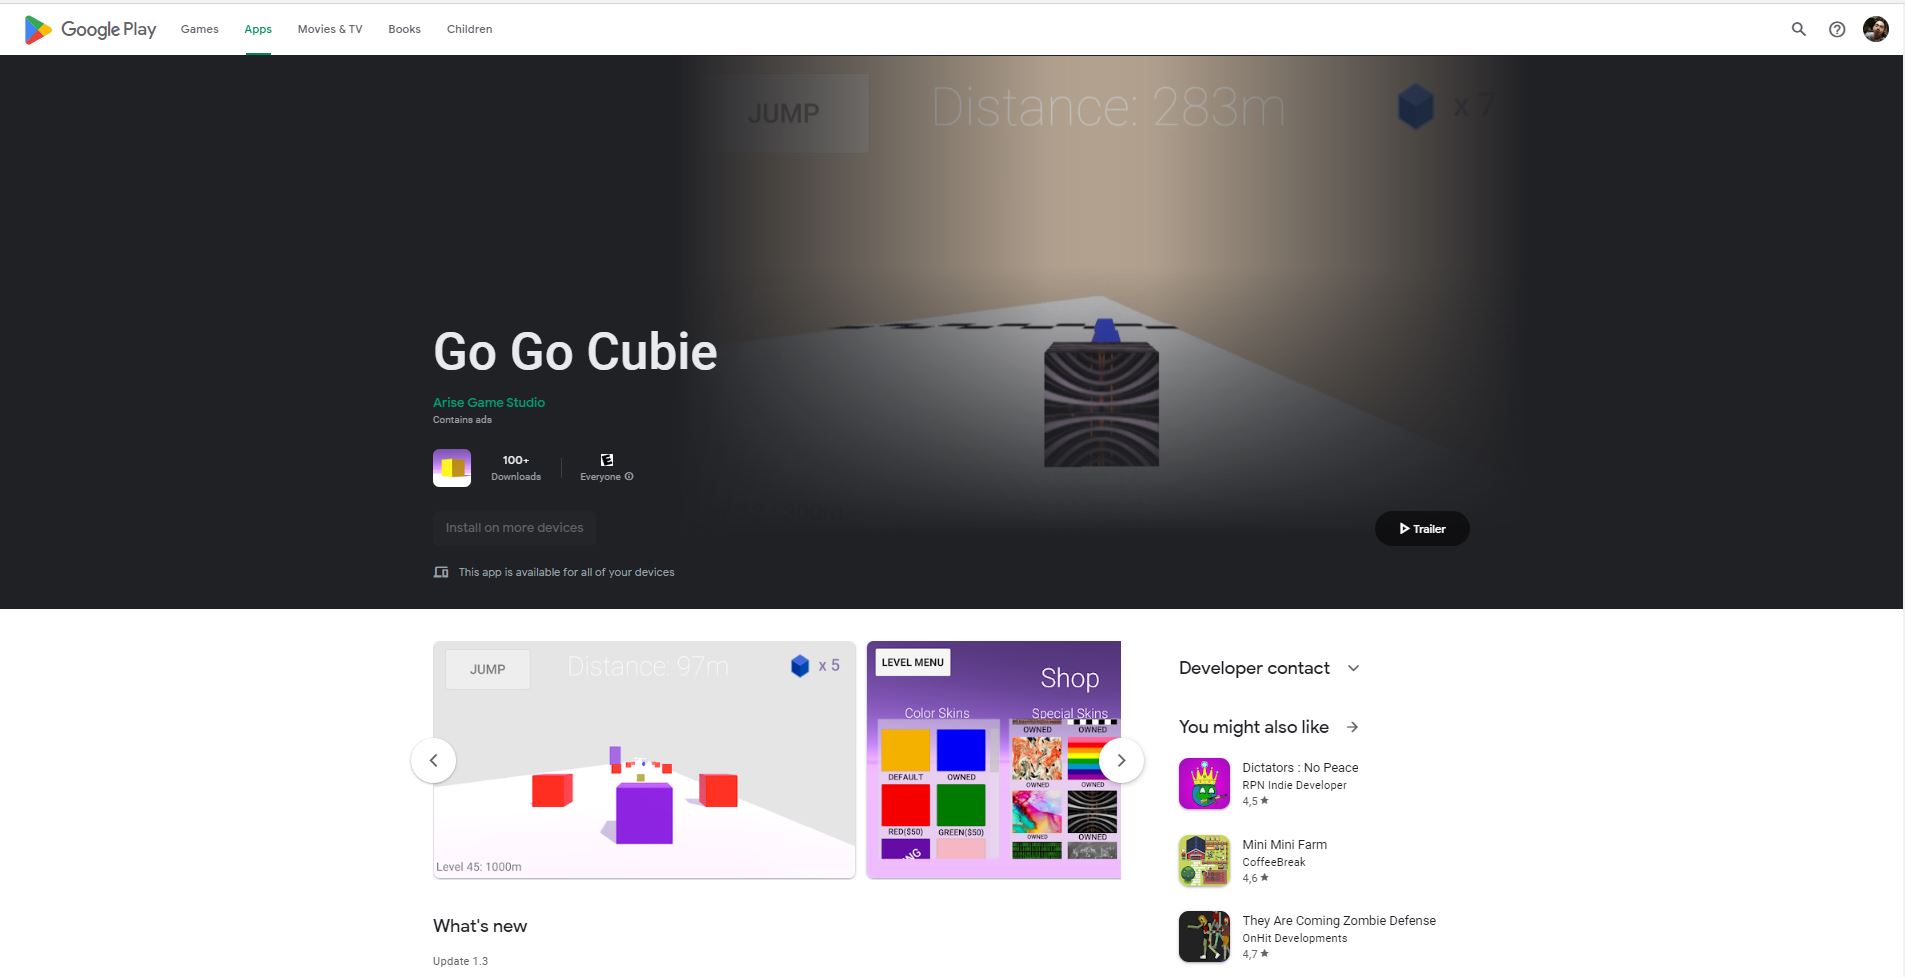 Google Play
Games
Apps
Movies & TV
Books
Children
JUMP
Distance: 283m
x 7
Go Go Cubie
Arise Game Studio
Contains ads
100+
Downloads
E
Everyone
Install on more devices
Trailer
This app is available for all of your devices
JUMP
Distance: 97m
x 5
Level 45: 1000m
LEVEL MENU
Shop
Color Skins
Special Skins
OWNED
OWNED
DEFAULT
OWNED
OWNED
OWNED
RED($50)
GREEN($50)
OWNED
OWNED
Developer contact
You might also like
Dictators : No Peace
RPN Indie Developer
4,5
Mini Mini Farm
CoffeeBreak
4,6
They Are Coming Zombie Defense
OnHit Developments
4,7
What's new
Update 1.3